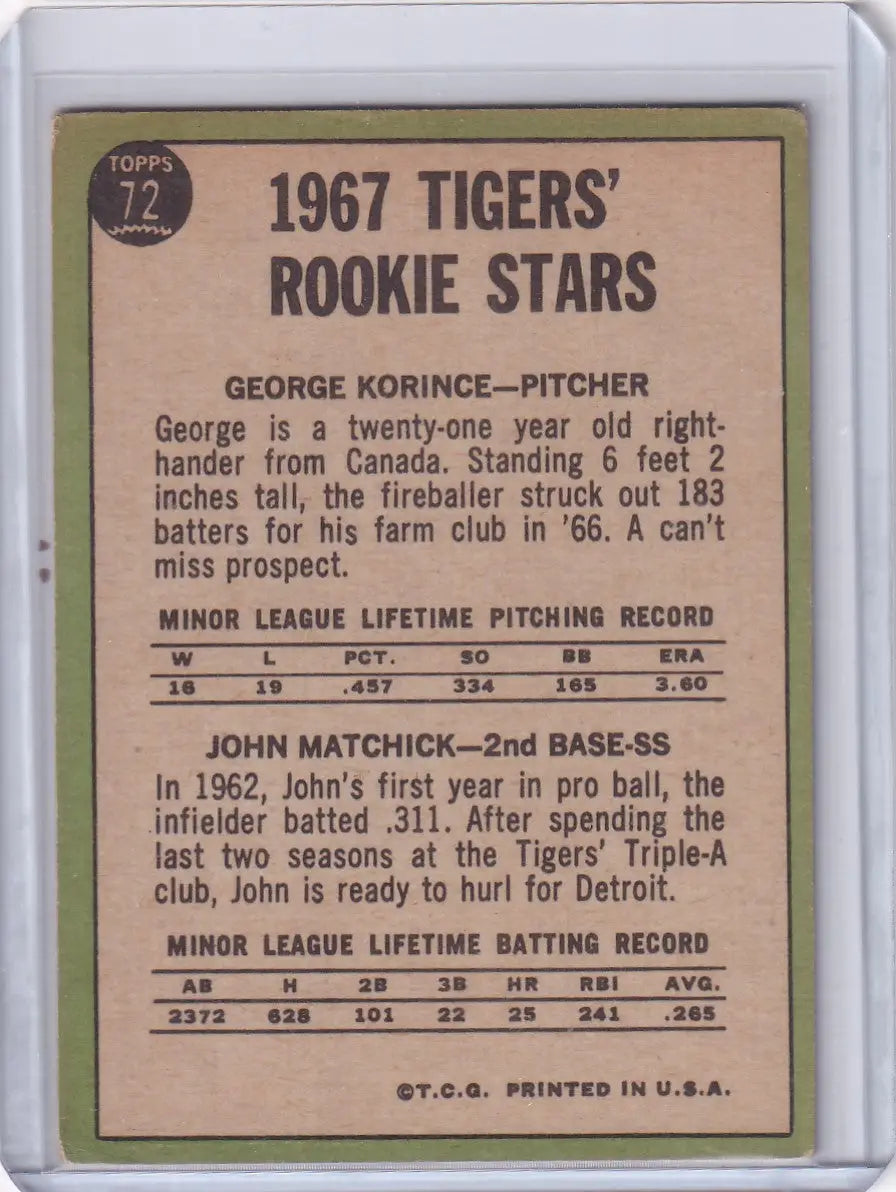 TOPPS
72
1967 TIGERS'
ROOKIE STARS
GEORGE KORINCE—PITCHER
George is a twenty-one year old right-
hander from Canada. Standing 6 feet 2
inches tall, the fireballer struck out 183
batters for his farm club in '66. A can't
miss prospect.
MINOR LEAGUE LIFETIME PITCHING RECORD
W L PCT. SO BB ERA
16 19 .457 334 165 3.60
JOHN MATCHICK—2nd BASE-SS
In 1962, John's first year in pro ball, the
infielder batted .311. After spending the
last two seasons at the Tigers' Triple-A
club, John is ready to hurl for Detroit.
MINOR LEAGUE LIFETIME BATTING RECORD
AB H 2B 3B HR RBI AVG.
2372 628 101 22 25 241 .265
©T.C.G. PRINTED IN U.S.A.